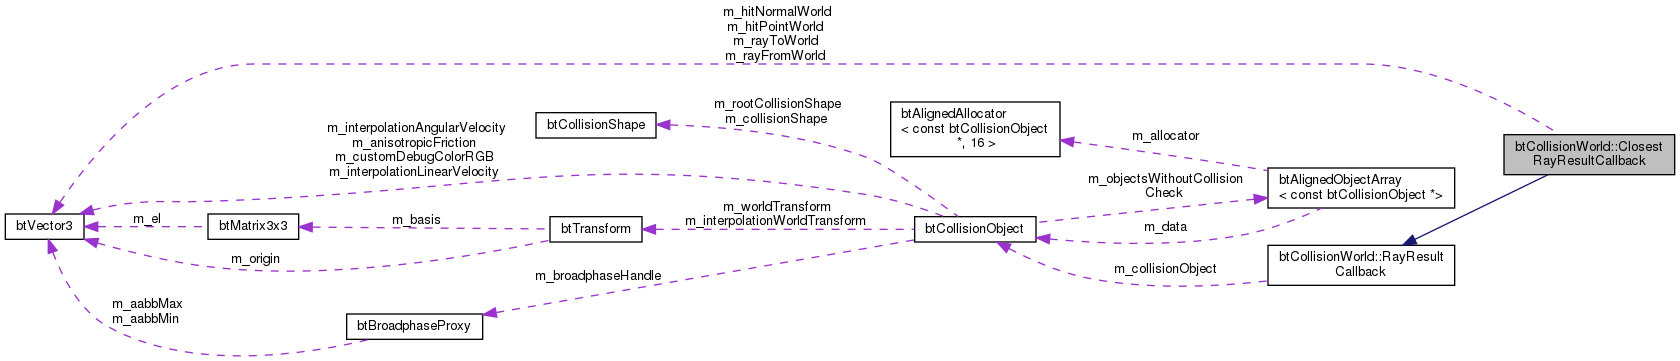 m_hitNormalWorld
m_hitPointWorld
m_rayToWorld
m_rayFromWorld
m_rootCollisionShape
m_collisionShape
btCollisionShape
btAlignedAllocator
< const btCollisionObject
*, 16 >
m_allocator
btCollisionWorld::Closest
RayResultCallback
m_interpolationAngularVelocity
m_anisotropicFriction
m_customDebugColorRGB
m_interpolationLinearVelocity
m_objectsWithoutCollision
Check
btAlignedObjectArray
< const btCollisionObject *>
btVector3
m_el
btMatrix3x3
m_basis
btTransform
m_worldTransform
m_interpolationWorldTransform
btCollisionObject
m_data
m_origin
m_broadphaseHandle
m_collisionObject
btCollisionWorld::RayResult
Callback
m_aabbMax
m_aabbMin
btBroadphaseProxy